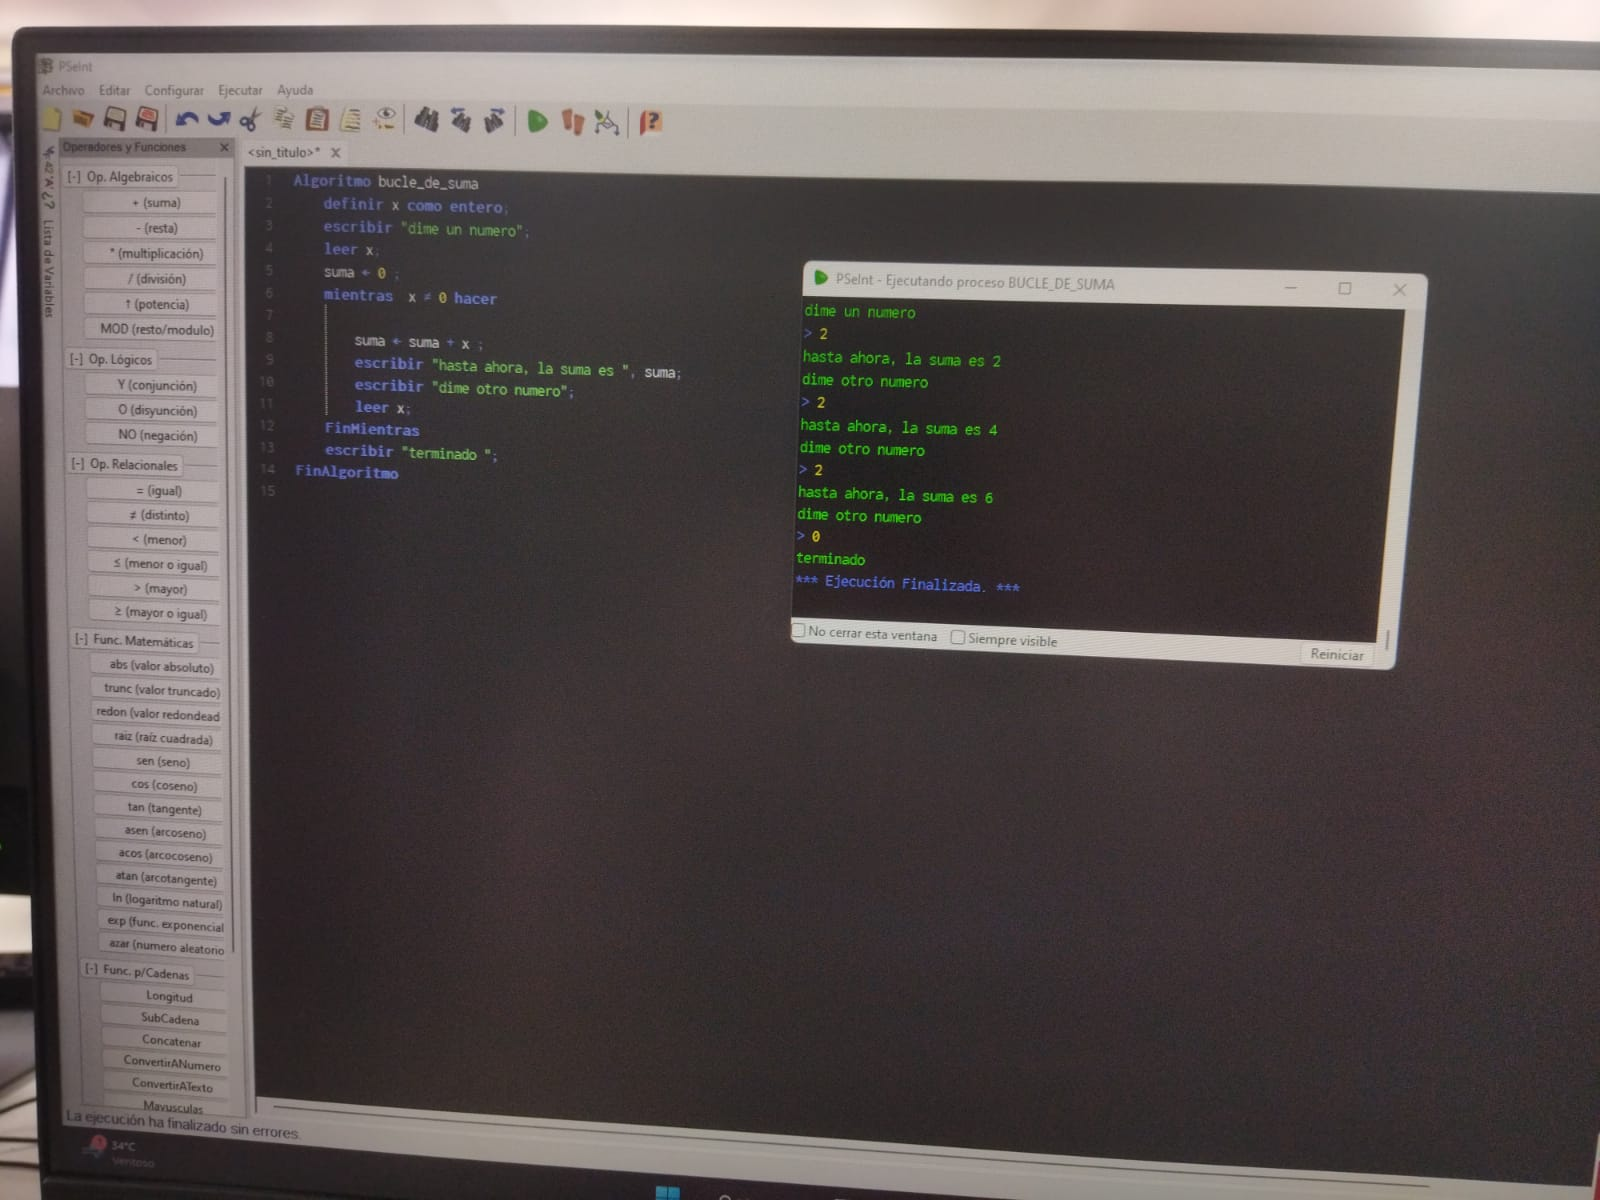 PSeInt
Archivo Editar Configurar Ejecutar Ayuda
Operadores y Funciones
<sin_titulo>*
Lista de Variables
[-] Op. Algebraicos
+ (suma)
- (resta)
* (multiplicación)
/ (división)
↑ (potencia)
MOD (resto/modulo)
[-] Op. Lógicos
Y (conjunción)
O (disyunción)
NO (negación)
[-] Op. Relacionales
= (igual)
≠ (distinto)
< (menor)
≤ (menor o igual)
> (mayor)
≥ (mayor o igual)
[-] Func. Matemáticas
abs (valor absoluto)
trunc (valor truncado)
redon (valor redondead
raiz (raíz cuadrada)
sen (seno)
cos (coseno)
tan (tangente)
asen (arcoseno)
acos (arcocoseno)
atan (arcotangente)
ln (logaritmo natural)
exp (func. exponencial
azar (numero aleatorio
[-] Func. p/Cadenas
Longitud
SubCadena
Concatenar
ConvertirANumero
ConvertirATexto
Mayusculas
1 Algoritmo bucle_de_suma
2 definir x como entero;
3 escribir "dime un numero";
4 leer x;
5 suma ← 0 ;
6 mientras x ≠ 0 hacer
7
8 suma ← suma + x ;
9 escribir "hasta ahora, la suma es ", suma;
10 escribir "dime otro numero";
11 leer x;
12 FinMientras
13 escribir "terminado ";
14 FinAlgoritmo
15
PSeInt - Ejecutando proceso BUCLE_DE_SUMA
dime un numero
> 2
hasta ahora, la suma es 2
dime otro numero
> 2
hasta ahora, la suma es 4
dime otro numero
> 2
hasta ahora, la suma es 6
dime otro numero
> 0
terminado
*** Ejecución Finalizada. ***
No cerrar esta ventana Siempre visible
Reiniciar
La ejecución ha finalizado sin errores.
34°C
Ventoso